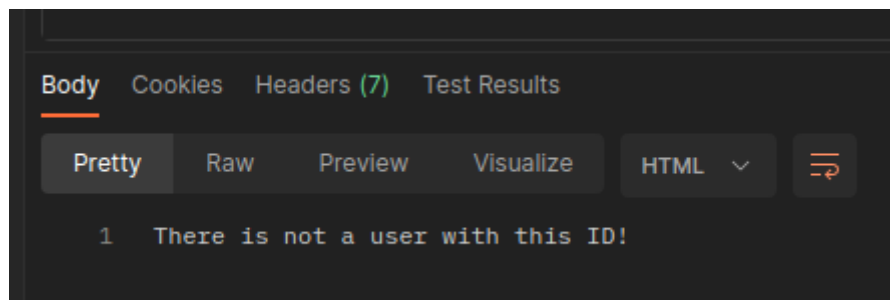 Body Cookies Headers (7) Test Results
Pretty Raw Preview Visualize HTML
1 There is not a user with this ID!